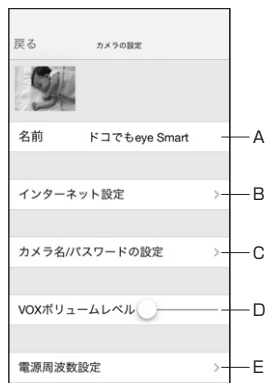 戻る カメラの設定
名前 ドコでもeye Smart A
インターネット設定 > B
カメラ名/パスワードの設定 > C
VOXボリュームレベル D
電源周波数設定 > E